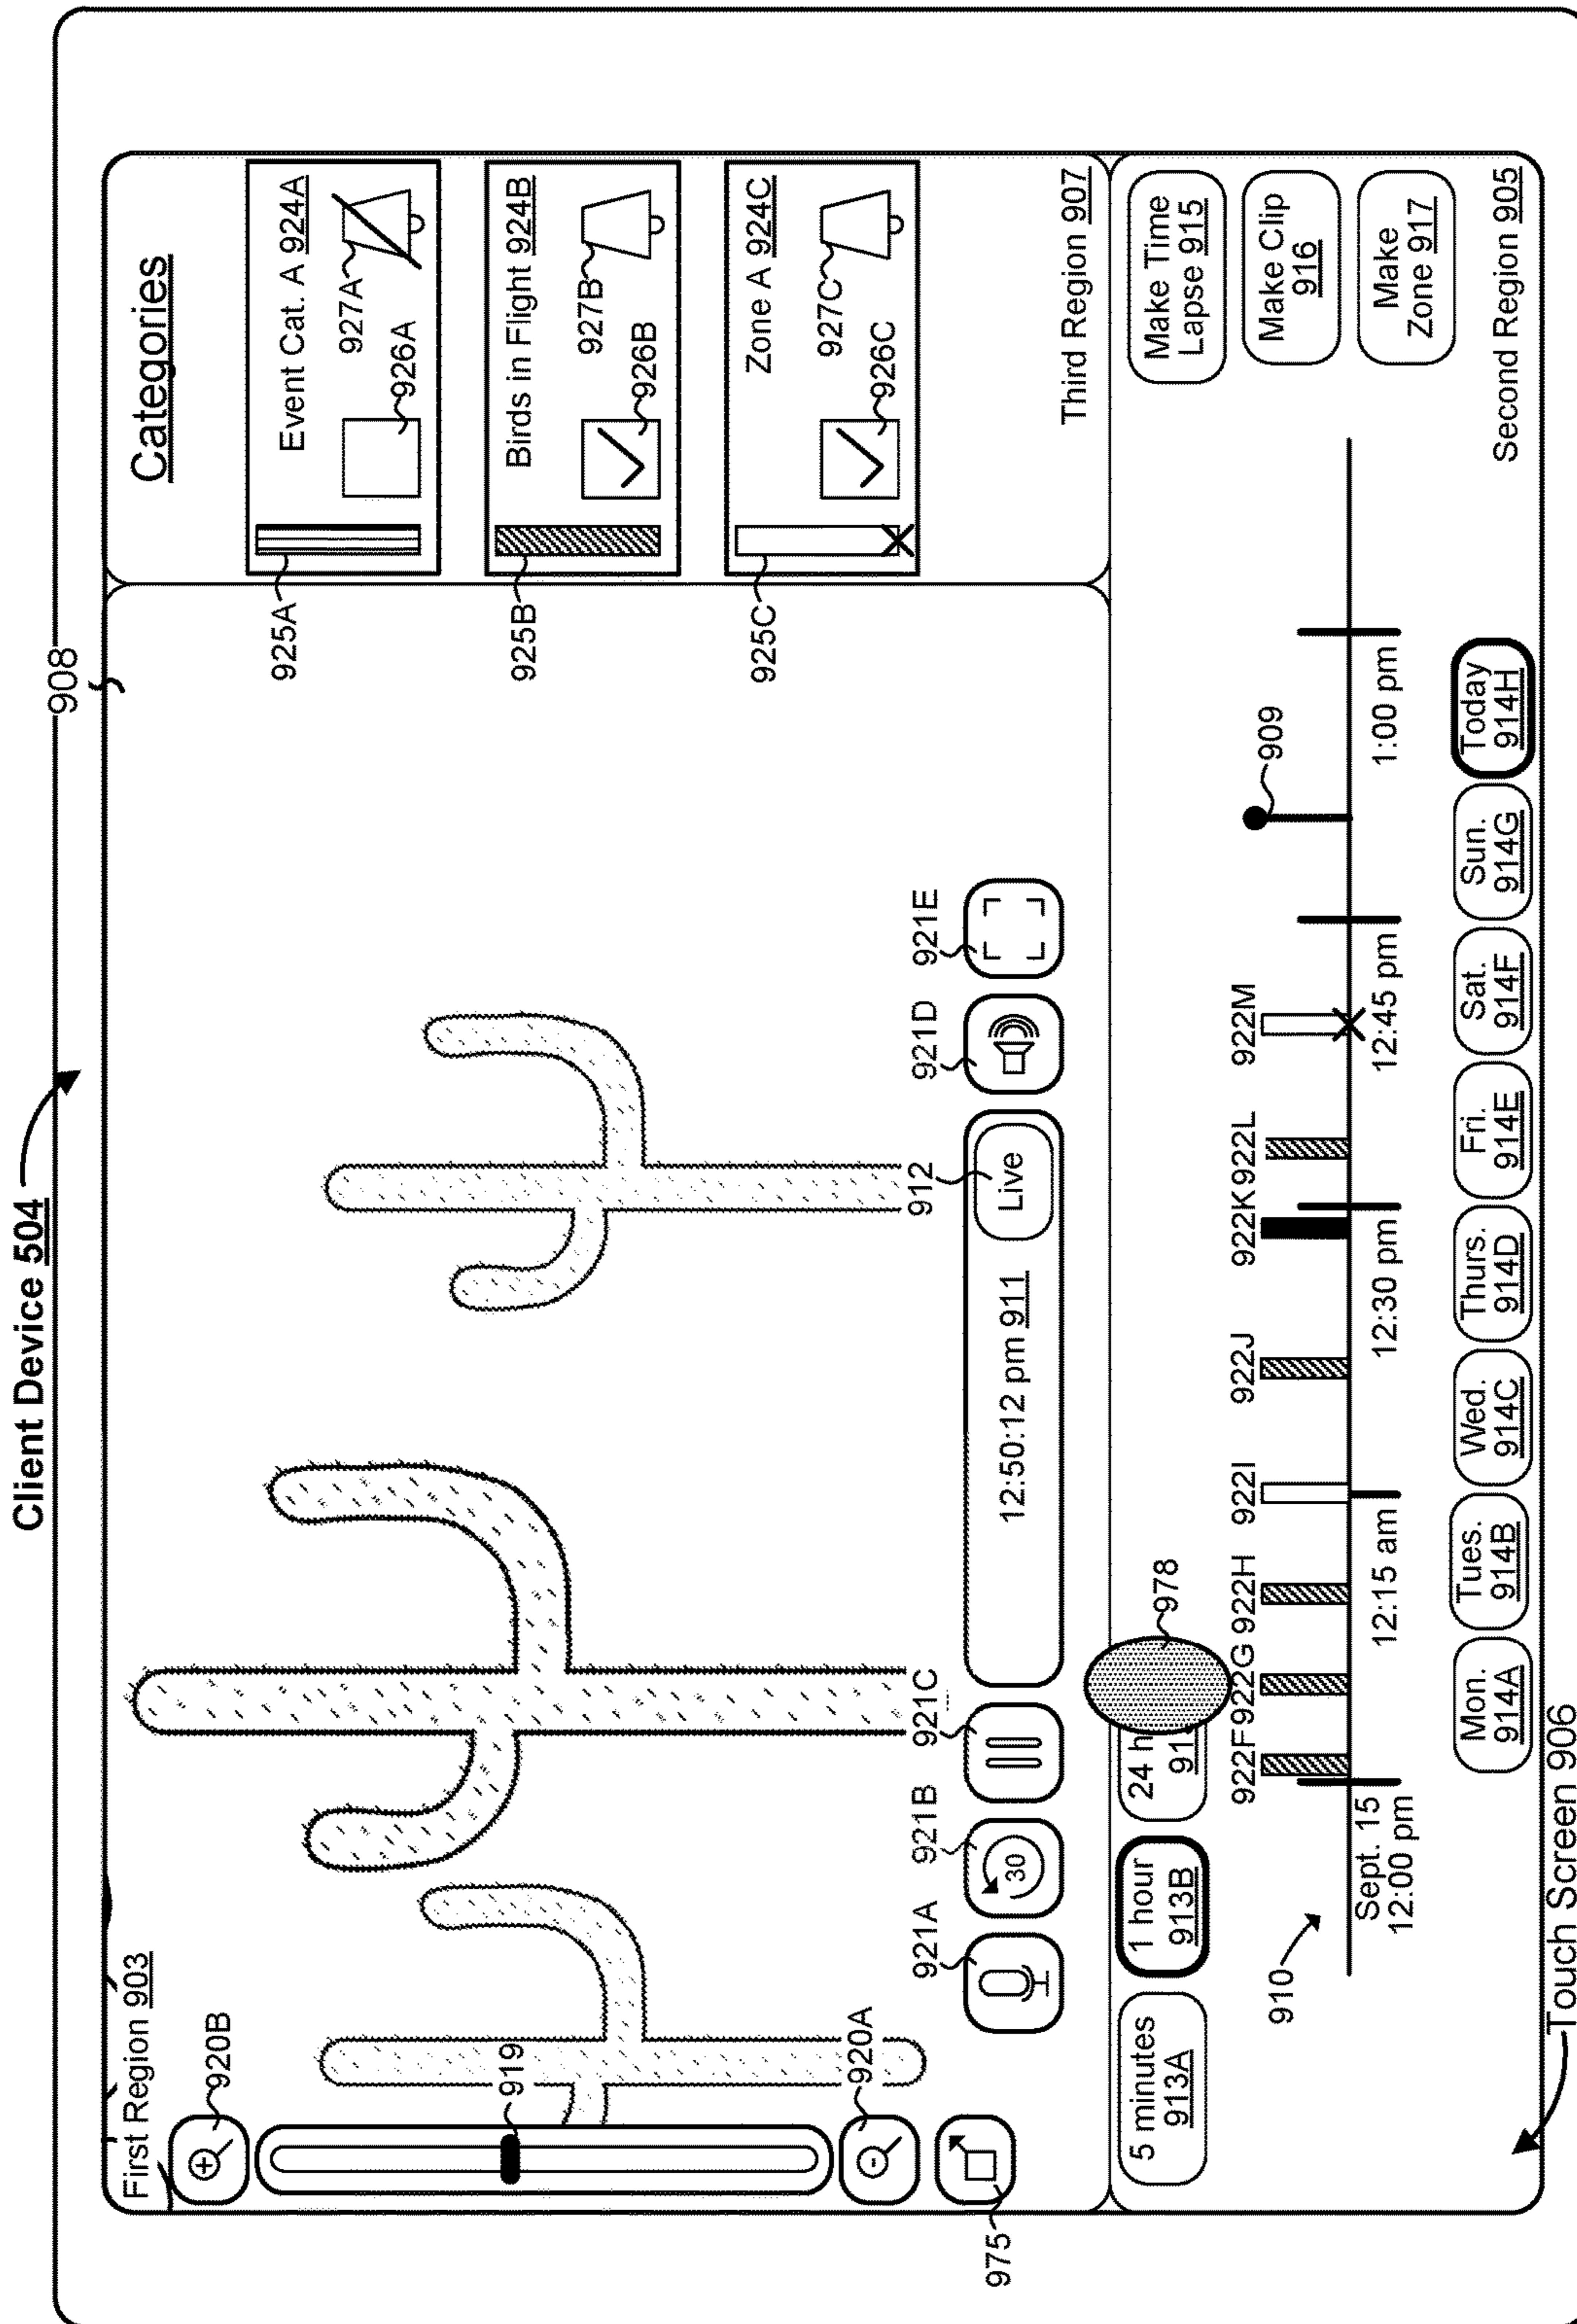 Client Device 504
908
First Region 903
920B
919
920A
975
921A
921B
30
921C
12:50:12 pm 911
912
Live
921D
921E
Categories
Event Cat. A 924A
925A
926A
927A
Birds in Flight 924B
925B
926B
927B
Zone A 924C
925C
926C
927C
Third Region 907
5 minutes
913A
1 hour
913B
24 h
978
Make Time
Lapse 915
Make Clip
916
Make
Zone 917
910
922F
922G
922H
922I
922J
922K
922L
922M
909
Sept. 15
12:00 pm
12:15 am
12:30 pm
12:45 pm
1:00 pm
Mon.
914A
Tues.
914B
Wed.
914C
Thurs.
914D
Fri.
914E
Sat.
914F
Sun.
914G
Today
914H
Second Region 905
Touch Screen 906